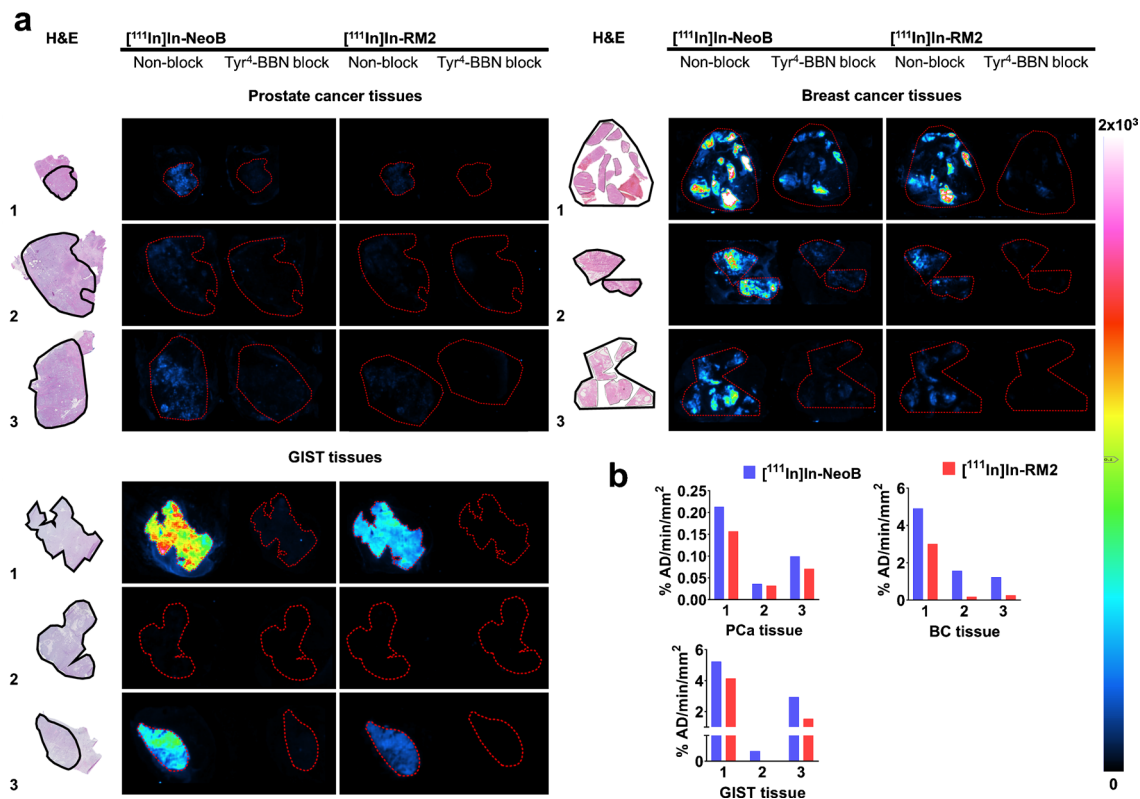 a
H&E
[¹¹¹In]In-NeoB
[¹¹¹In]In-RM2
Non-block
Tyr⁴-BBN block
Non-block
Tyr⁴-BBN block
Prostate cancer tissues
1
2
3
GIST tissues
1
2
3
H&E
[¹¹¹In]In-NeoB
[¹¹¹In]In-RM2
Non-block
Tyr⁴-BBN block
Non-block
Tyr⁴-BBN block
Breast cancer tissues
1
2
3
2x10³
0
b
[¹¹¹In]In-NeoB
[¹¹¹In]In-RM2
% AD/min/mm²
0.25
0.20
0.15
0.10
0.05
0.00
1 2 3
PCa tissue
% AD/min/mm²
6
4
2
0
1 2 3
BC tissue
% AD/min/mm²
6
4
2
0
1 2 3
GIST tissue